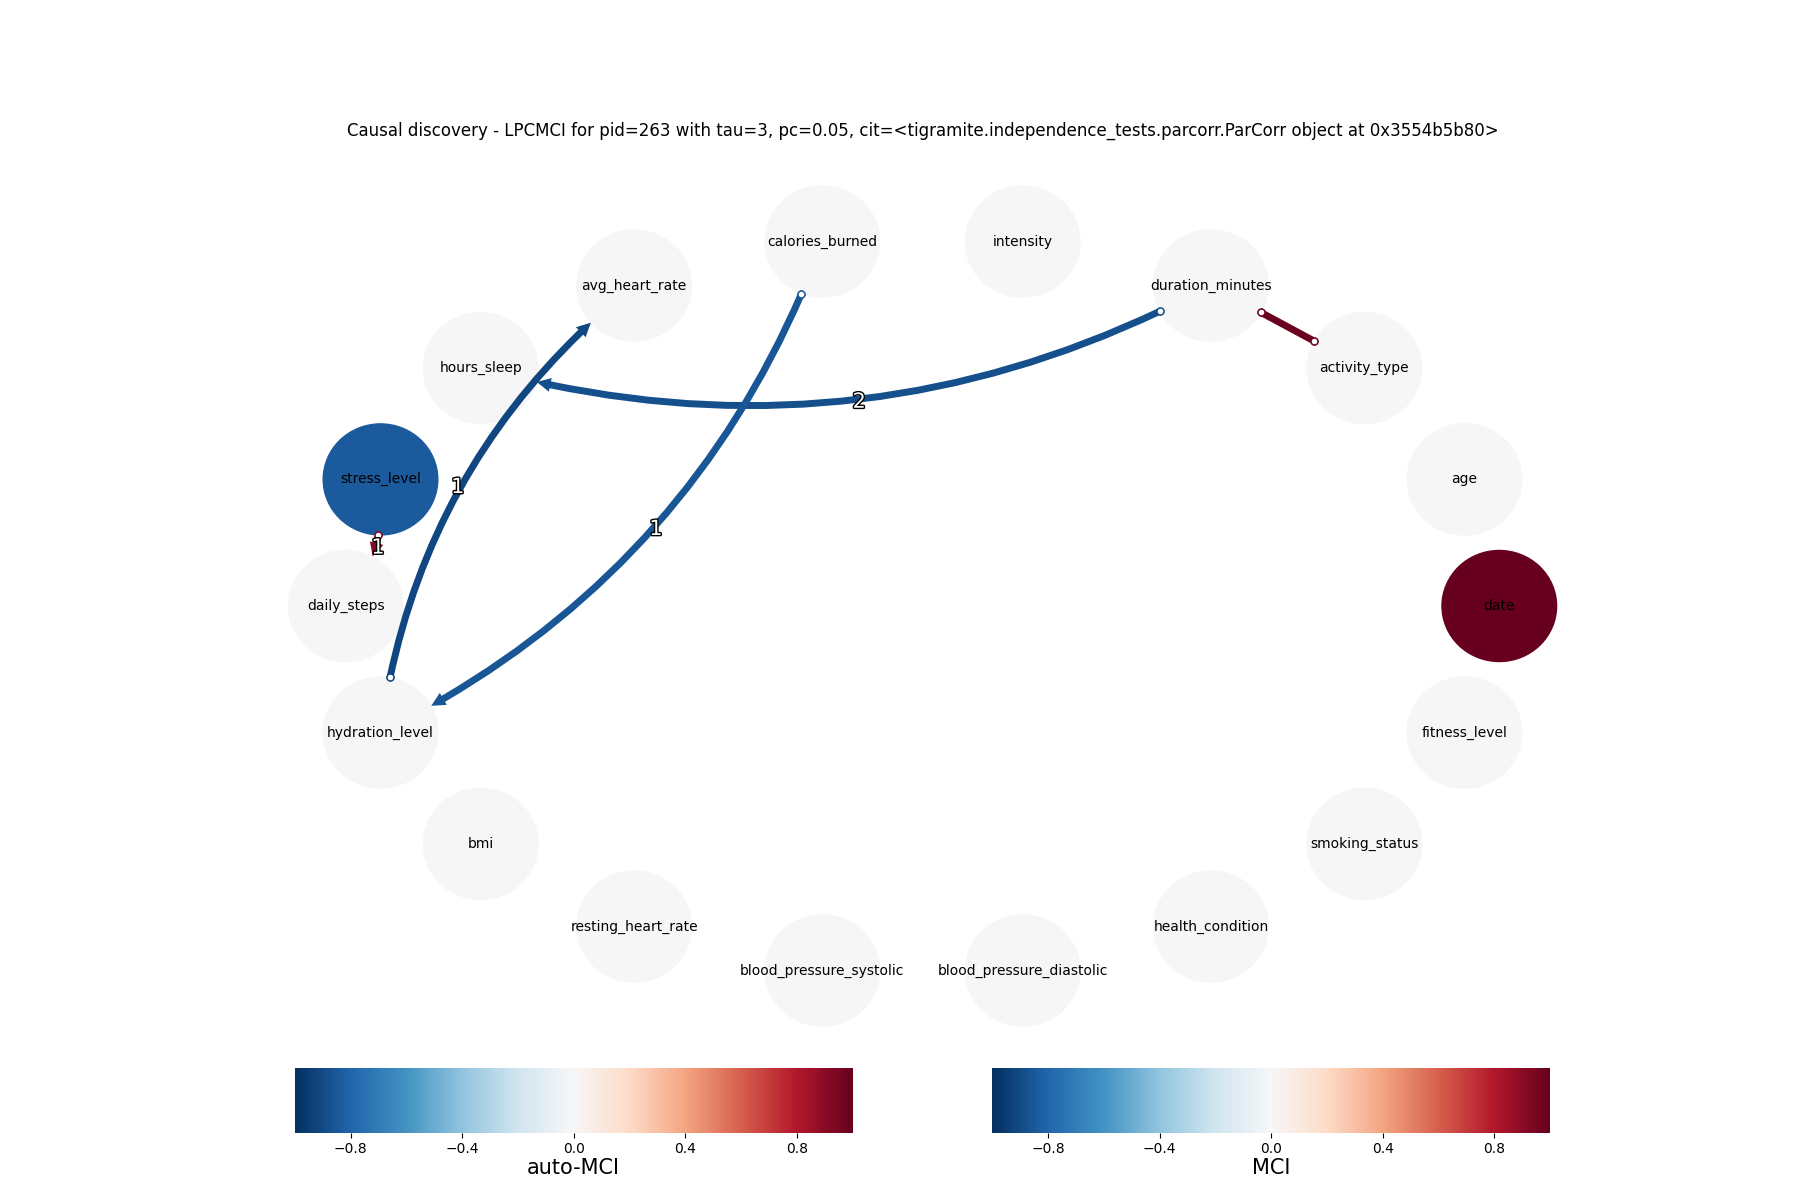 Causal discovery - LPCMCI for pid=263 with tau=3, pc=0.05, cit=<tigramite.independence_tests.parcorr.ParCorr object at 0x3554b5b80>
calories_burned
intensity
avg_heart_rate
duration_minutes
hours_sleep
activity_type
2
stress_level
1
age
1
1
daily_steps
date
hydration_level
fitness_level
bmi
smoking_status
resting_heart_rate
health_condition
blood_pressure_systolic
blood_pressure_diastolic
−0.8 −0.4 0.0 0.4 0.8
auto-MCI
−0.8 −0.4 0.0 0.4 0.8
MCI